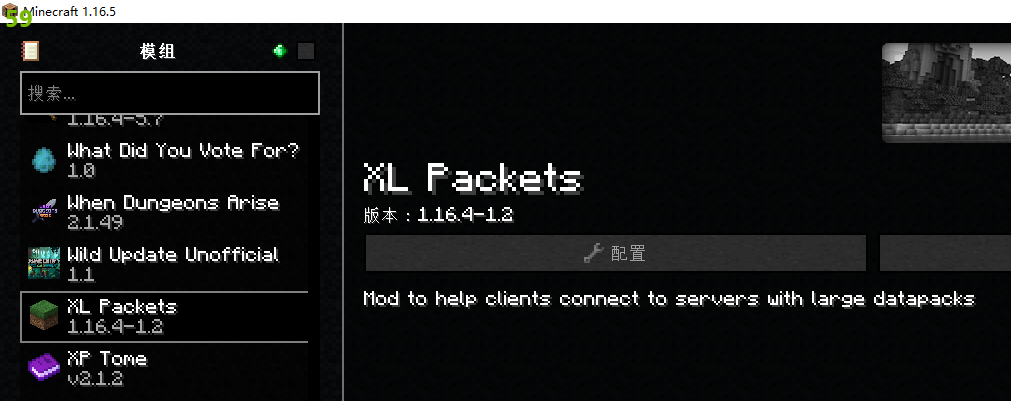 Minecraft 1.16.5
59
模组
搜索...
1.16.4-5.7
What Did You Vote For?
1.0
When Dungeons Arise
2.1.49
Wild Update Unofficial
1.1
XL Packets
1.16.4-1.2
XP Tome
v2.1.2
XL Packets
版本：1.16.4-1.2
配置
Mod to help clients connect to servers with large datapacks